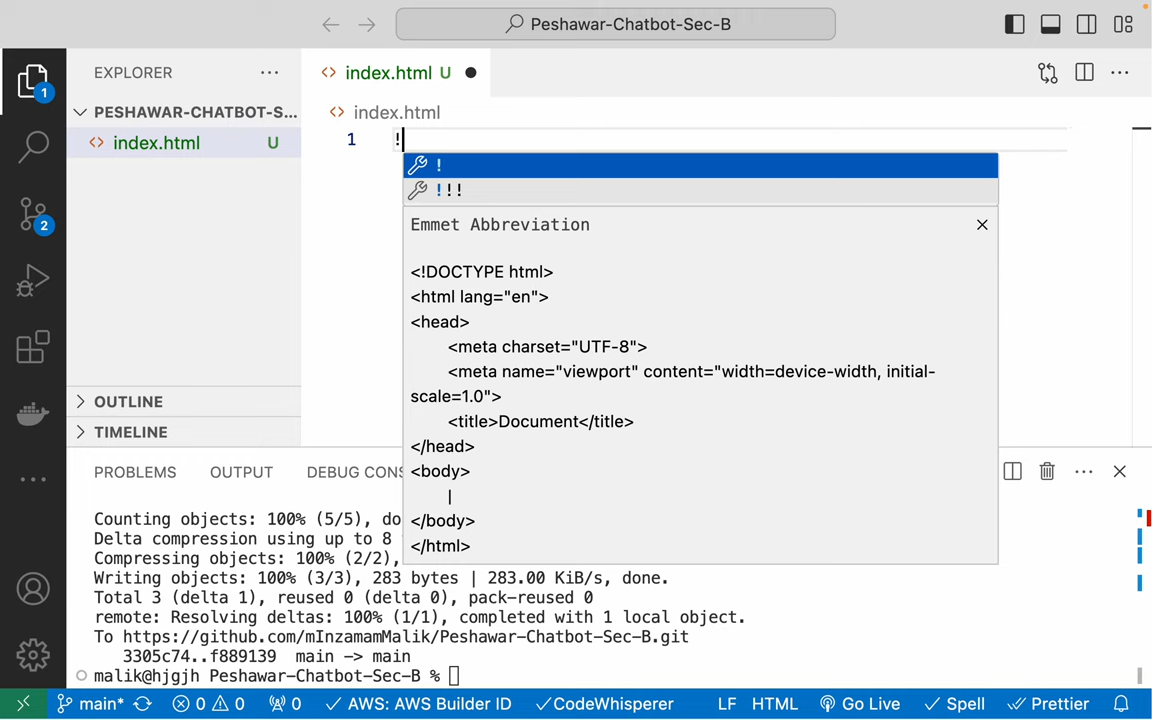 Peshawar-Chatbot-Sec-B
EXPLORER
index.html U
PESHAWAR-CHATBOT-S...
index.html U
index.html
1 !
!
!!!
Emmet Abbreviation
<!DOCTYPE html>
<html lang="en">
<head>
<meta charset="UTF-8">
<meta name="viewport" content="width=device-width, initial-
scale=1.0">
<title>Document</title>
</head>
<body>
|
</body>
</html>
1
2
OUTLINE
TIMELINE
PROBLEMS OUTPUT DEBUG CONS
Counting objects: 100% (5/5), do
Delta compression using up to 8
Compressing objects: 100% (2/2),
Writing objects: 100% (3/3), 283 bytes | 283.00 KiB/s, done.
Total 3 (delta 1), reused 0 (delta 0), pack-reused 0
remote: Resolving deltas: 100% (1/1), completed with 1 local object.
To https://github.com/mInzamamMalik/Peshawar-Chatbot-Sec-B.git
3305c74..f889139 main -> main
malik@hjgjh Peshawar-Chatbot-Sec-B %
main* 0 0 0 AWS: AWS Builder ID CodeWhisperer LF HTML Go Live Spell Prettier